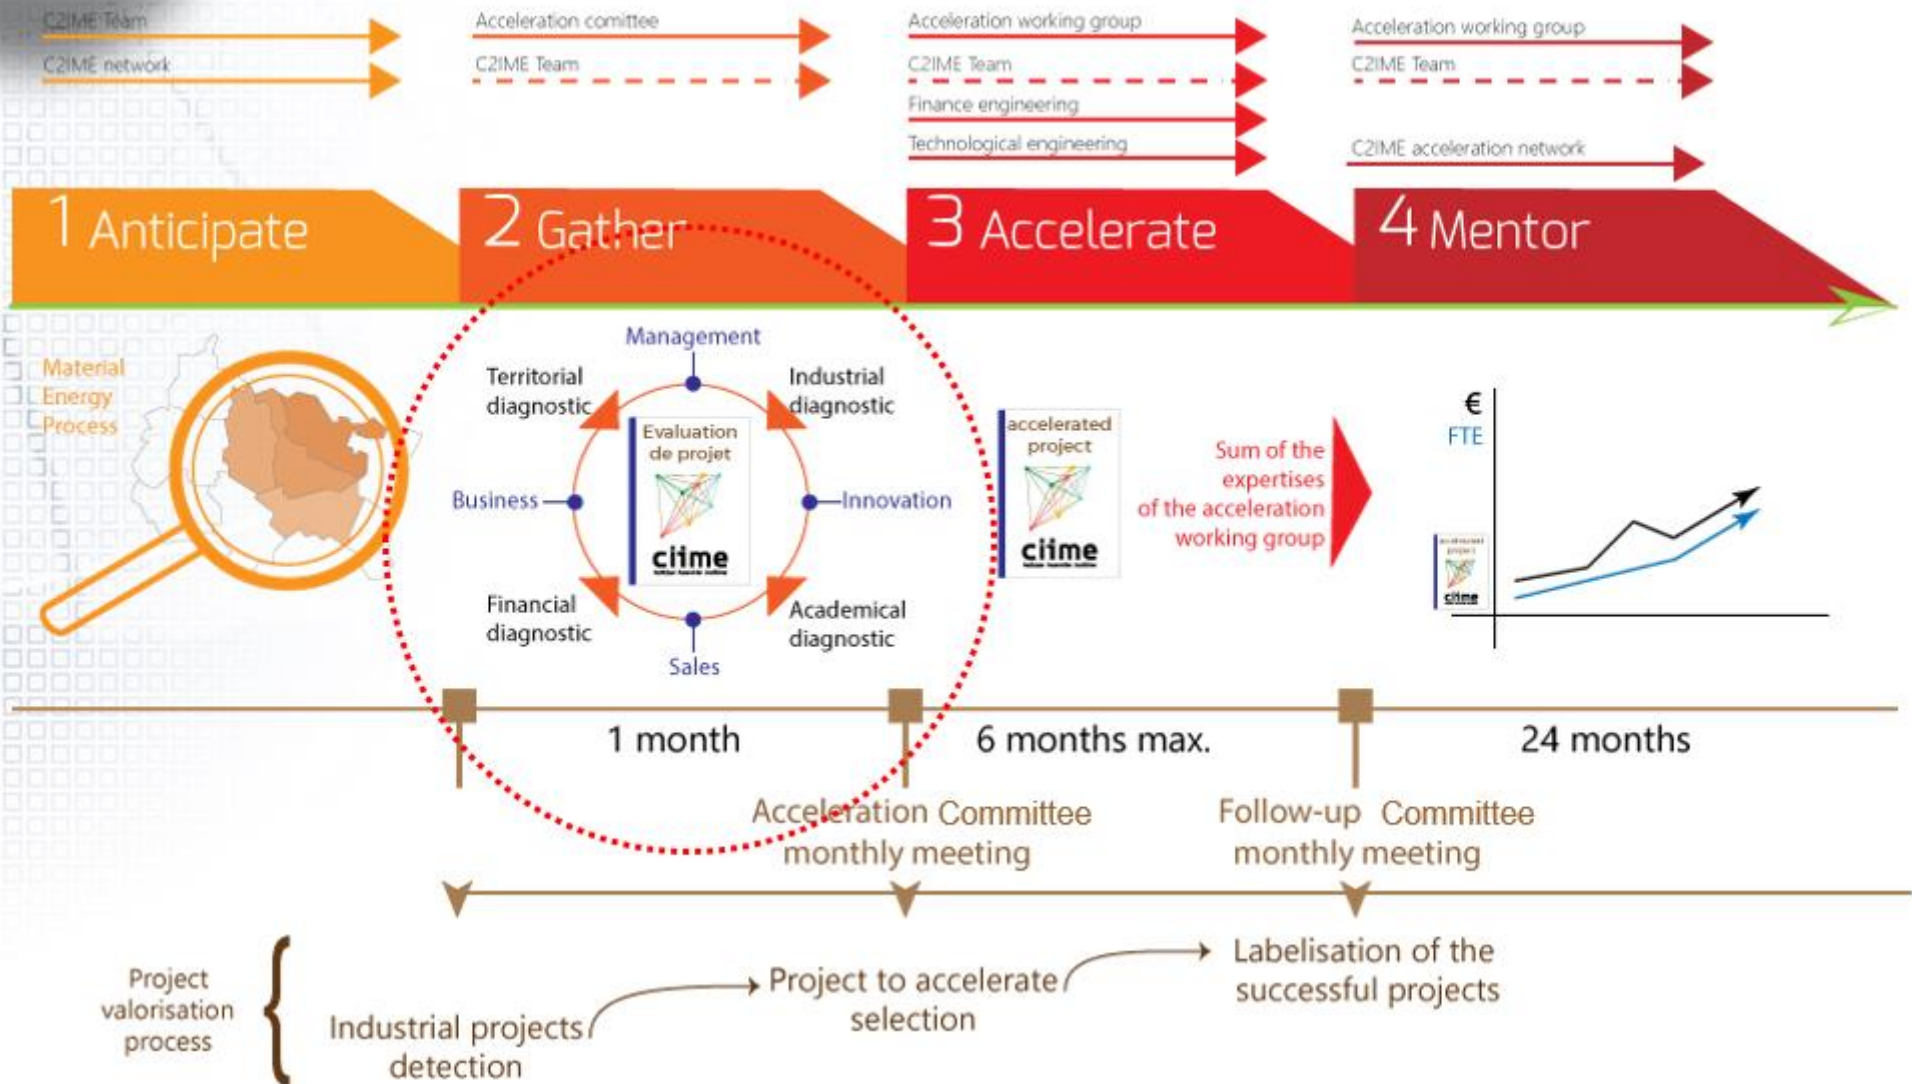 C2IME Team
C2IME network
Acceleration comittee
C2IME Team
Acceleration working group
C2IME Team
Finance engineering
Technological engineering
Acceleration working group
C2IME Team
C2IME acceleration network
1 Anticipate
2 Gather
3 Accelerate
4 Mentor
Material
Energy
Process
Management
Territorial
diagnostic
Industrial
diagnostic
Evaluation
de projet
ciime
Business
Innovation
Financial
diagnostic
Academical
diagnostic
Sales
accelerated
project
ciime
Sum of the
expertises
of the acceleration
working group
€
FTE
accelerated
project
ciime
1 month
6 months max.
24 months
Acceleration Committee
monthly meeting
Follow-up Committee
monthly meeting
Project
valorisation
process
Industrial projects
detection
Project to accelerate
selection
Labelisation of the
successful projects